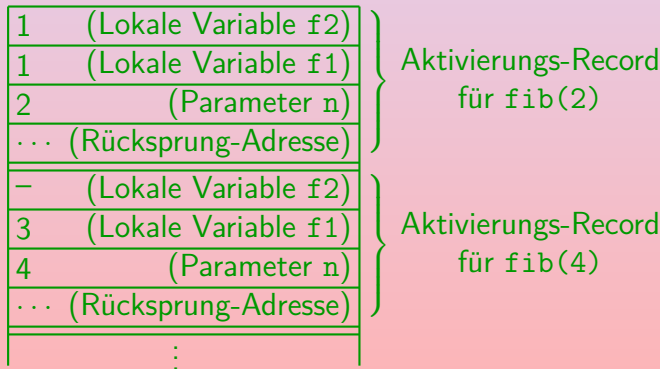 1 (Lokale Variable f2)
1 (Lokale Variable f1)
2 (Parameter n)
··· (Rücksprung-Adresse)
Aktivierungs-Record
für fib(2)
– (Lokale Variable f2)
3 (Lokale Variable f1)
4 (Parameter n)
··· (Rücksprung-Adresse)
Aktivierungs-Record
für fib(4)
⋮